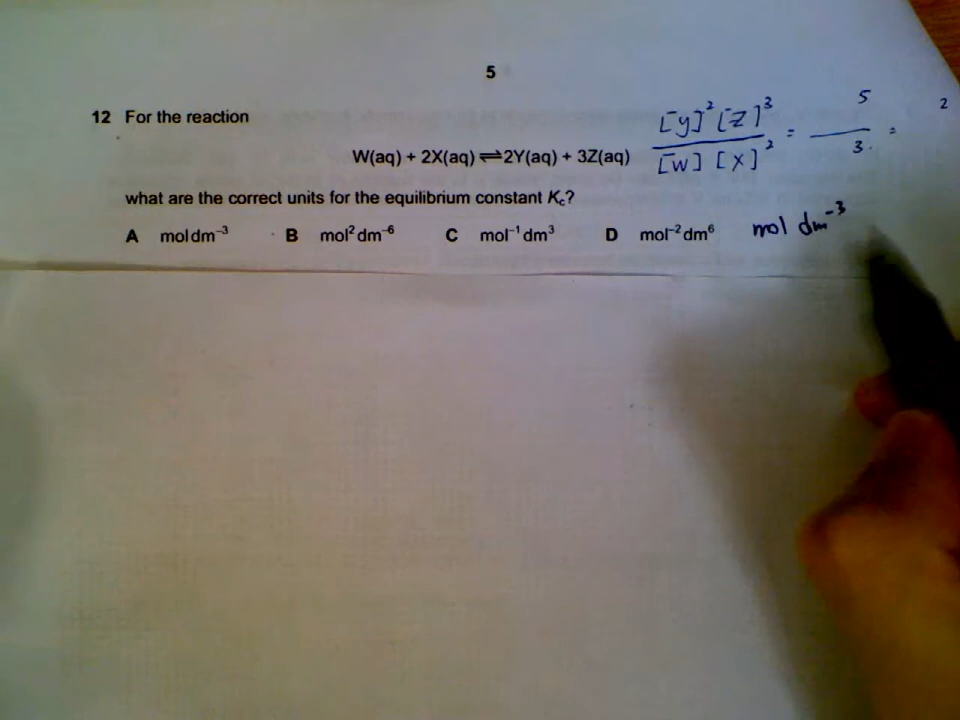 5
12 For the reaction
W(aq) + 2X(aq) ⇌ 2Y(aq) + 3Z(aq)
what are the correct units for the equilibrium constant Kc?
A mol dm⁻³ B mol² dm⁻⁶ C mol⁻¹ dm³ D mol⁻² dm⁶
[y]² [Z]³ / [W] [X]² = 5 / 3. = 2
mol dm⁻³